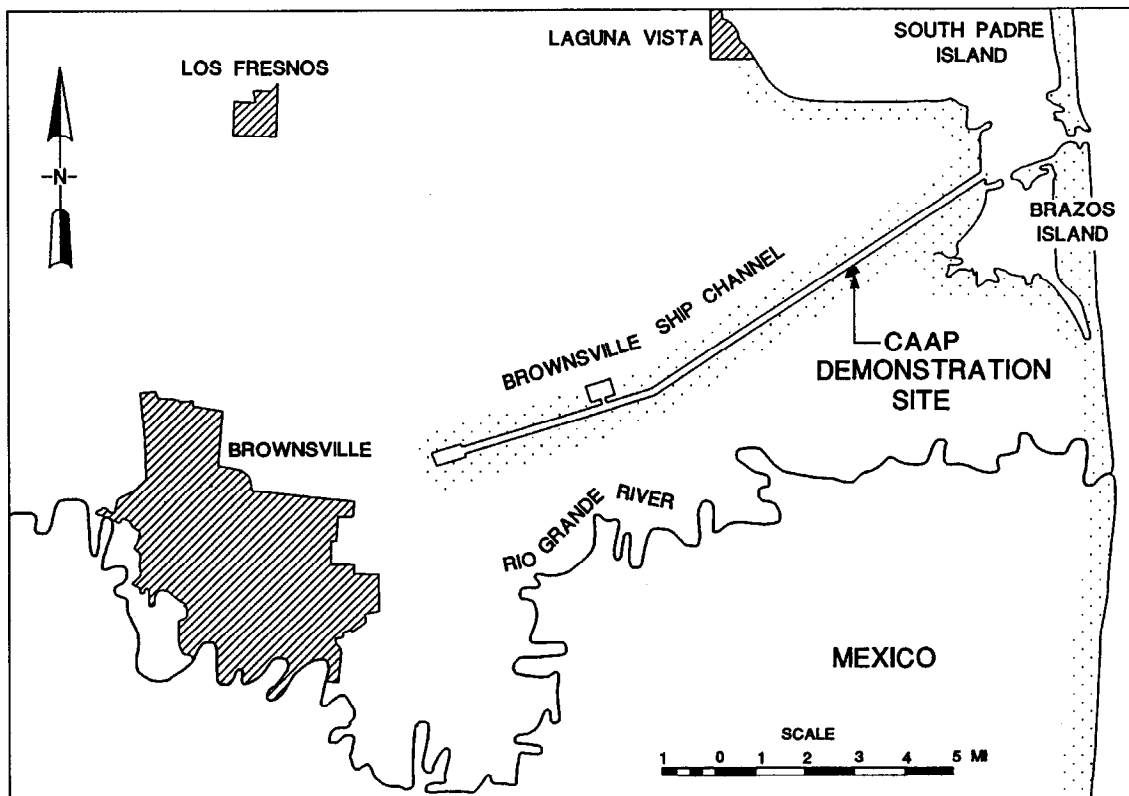 LAGUNA VISTA
SOUTH PADRE
ISLAND
LOS FRESNOS
-N-
BRAZOS
ISLAND
BROWNSVILLE SHIP CHANNEL
CAAP
DEMONSTRATION
SITE
BROWNSVILLE
RIO GRANDE RIVER
MEXICO
SCALE
1 0 1 2 3 4 5 MI